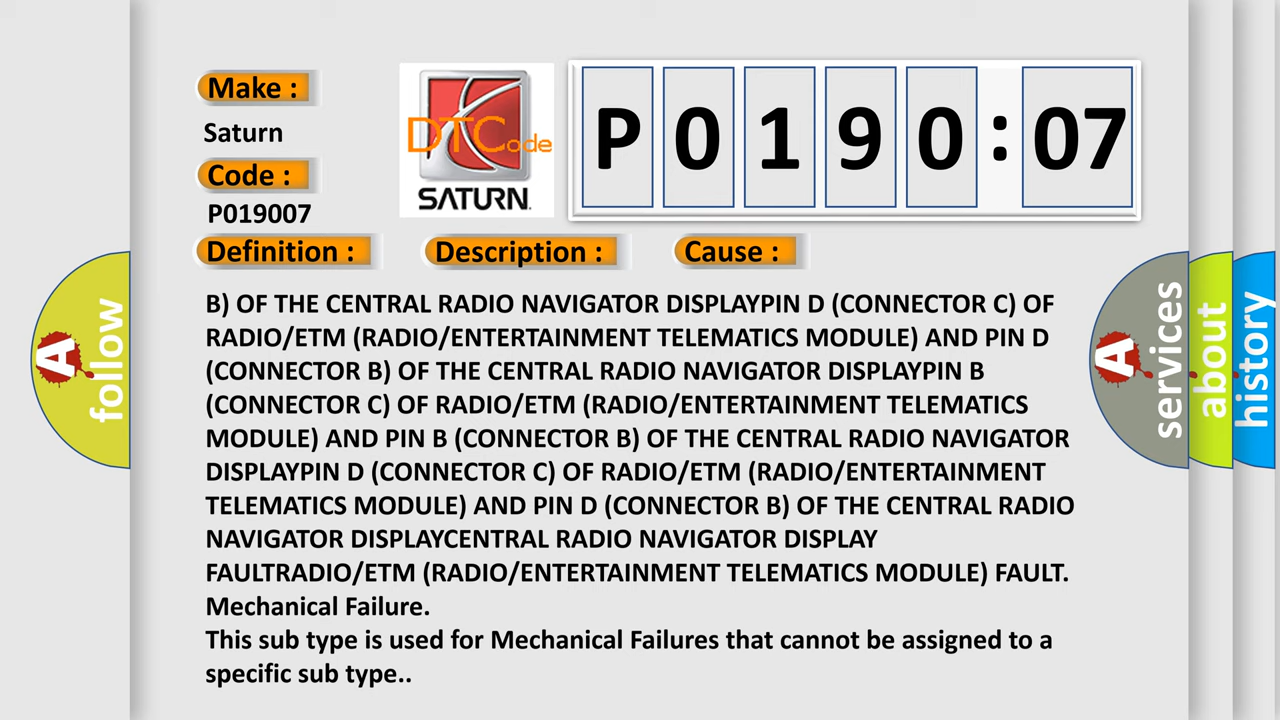 Make :
Saturn
Code :
P019007
DTCode
SATURN
P0190:07
Definition :
Description :
Cause :
B) OF THE CENTRAL RADIO NAVIGATOR DISPLAYPIN D (CONNECTOR C) OF
RADIO/ETM (RADIO/ENTERTAINMENT TELEMATICS MODULE) AND PIN D
(CONNECTOR B) OF THE CENTRAL RADIO NAVIGATOR DISPLAYPIN B
(CONNECTOR C) OF RADIO/ETM (RADIO/ENTERTAINMENT TELEMATICS
MODULE) AND PIN B (CONNECTOR B) OF THE CENTRAL RADIO NAVIGATOR
DISPLAYPIN D (CONNECTOR C) OF RADIO/ETM (RADIO/ENTERTAINMENT
TELEMATICS MODULE) AND PIN D (CONNECTOR B) OF THE CENTRAL RADIO
NAVIGATOR DISPLAYCENTRAL RADIO NAVIGATOR DISPLAY
FAULTRADIO/ETM (RADIO/ENTERTAINMENT TELEMATICS MODULE) FAULT.
Mechanical Failure.
This sub type is used for Mechanical Failures that cannot be assigned to a
specific sub type..
A
follow
A
services
about
history